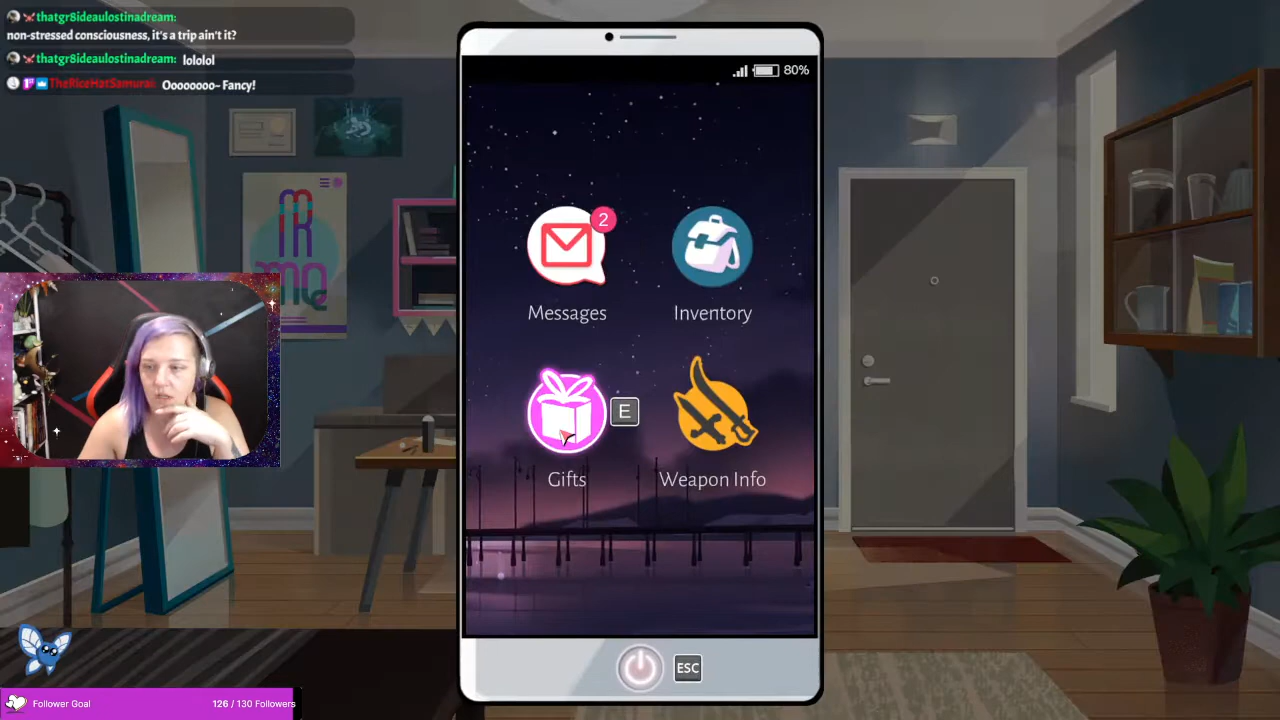 thatgr8ideaulostinadream:
non-stressed consciousness, it's a trip ain't it?
thatgr8ideaulostinadream: lololol
TheRiceHatSamurai: Ooooooo~ Fancy!
80%
2
Messages
Inventory
E
Gifts
Weapon Info
ESC
Follower Goal
126 / 130 Followers